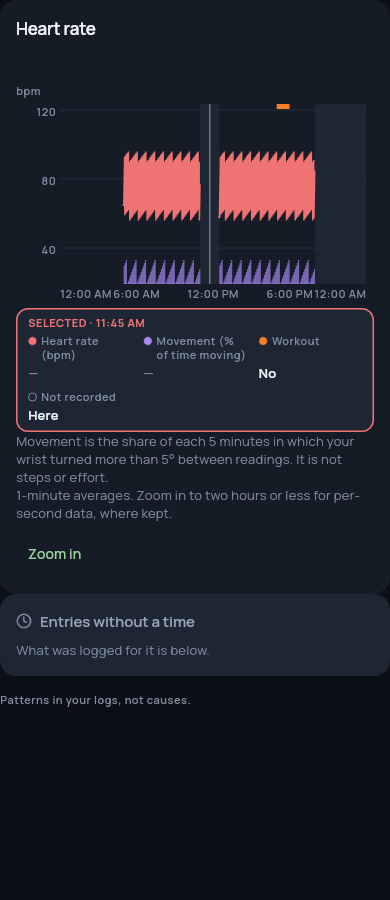 Heart rate
bpm
120
80
40
12:00 AM 6:00 AM 12:00 PM 6:00 PM 12:00 AM
SELECTED · 11:45 AM
Heart rate (bpm)
—
Movement (% of time moving)
—
Workout
No
Not recorded
Here
Movement is the share of each 5 minutes in which your
wrist turned more than 5° between readings. It is not
steps or effort.
1-minute averages. Zoom in to two hours or less for per-
second data, where kept.
Zoom in
Entries without a time
What was logged for it is below.
Patterns in your logs, not causes.